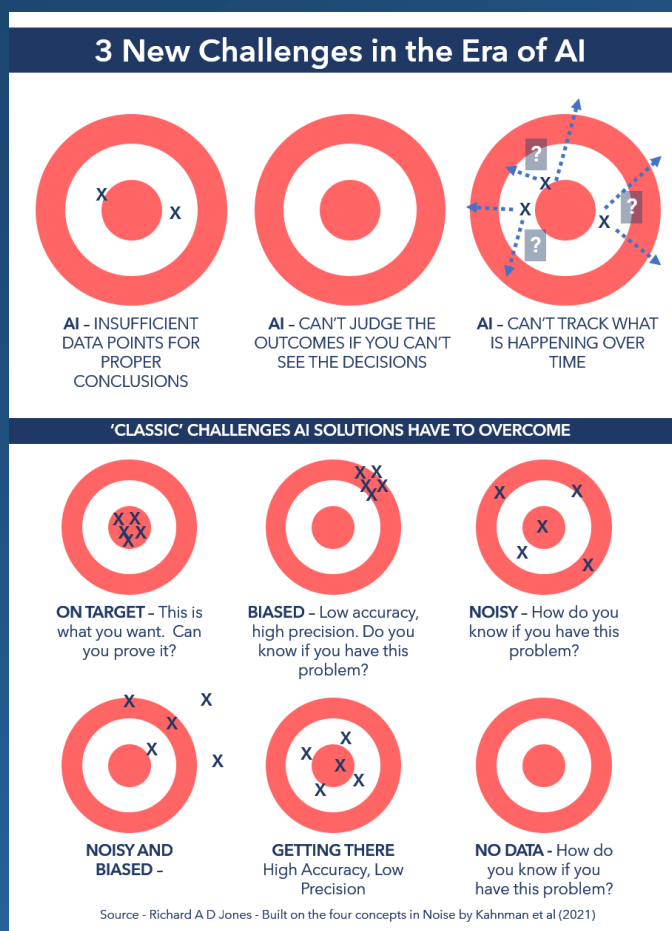 3 New Challenges in the Era of AI
X
X
?
X
X
?
X
?
AI – INSUFFICIENT
DATA POINTS FOR
PROPER
CONCLUSIONS
AI – CAN'T JUDGE THE
OUTCOMES IF YOU CAN'T
SEE THE DECISIONS
AI – CAN'T TRACK WHAT
IS HAPPENING OVER
TIME
'CLASSIC' CHALLENGES AI SOLUTIONS HAVE TO OVERCOME
X X
X X
X
X X
X X
X
X
X
X
X
X
ON TARGET – This is
what you want. Can
you prove it?
BIASED – Low accuracy,
high precision. Do you
know if you have this
problem?
NOISY – How do you
know if you have this
problem?
X
X
X
X
X
X
X
X
X
X
NOISY AND
BIASED –
GETTING THERE
High Accuracy, Low
Precision
NO DATA - How do
you know if you
have this problem?
Source - Richard A D Jones - Built on the four concepts in Noise by Kahnman et al (2021)